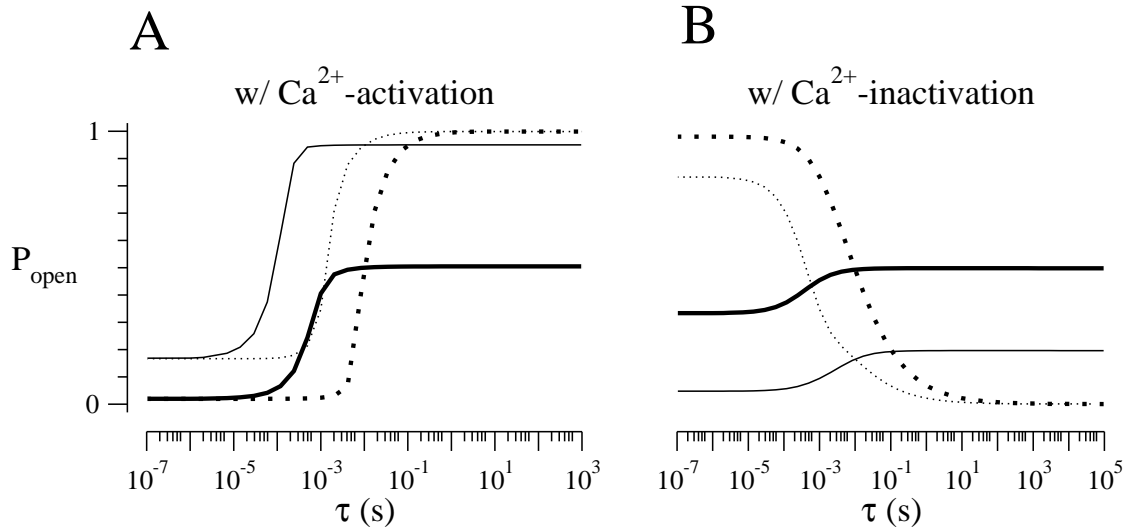 A
B
w/ Ca²⁺-activation
w/ Ca²⁺-inactivation
1
P_open
0
10⁻⁷ 10⁻⁵ 10⁻³ 10⁻¹ 10¹ 10³
10⁻⁷ 10⁻⁵ 10⁻³ 10⁻¹ 10¹ 10³ 10⁵
τ (s)
τ (s)